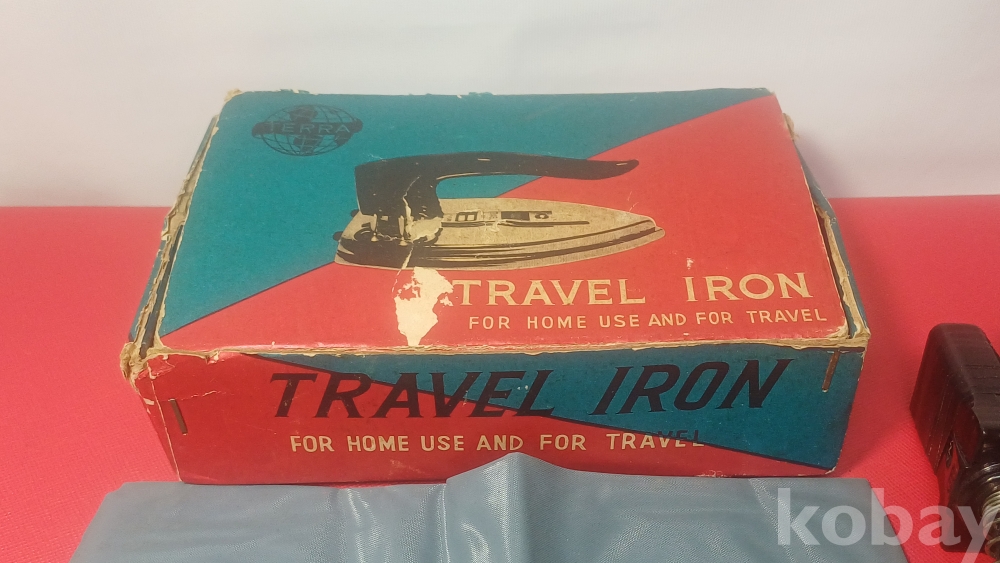 TERRA
TRAVEL IRON
FOR HOME USE AND FOR TRAVEL
TRAVEL IRON
FOR HOME USE AND FOR TRAVEL
kobay